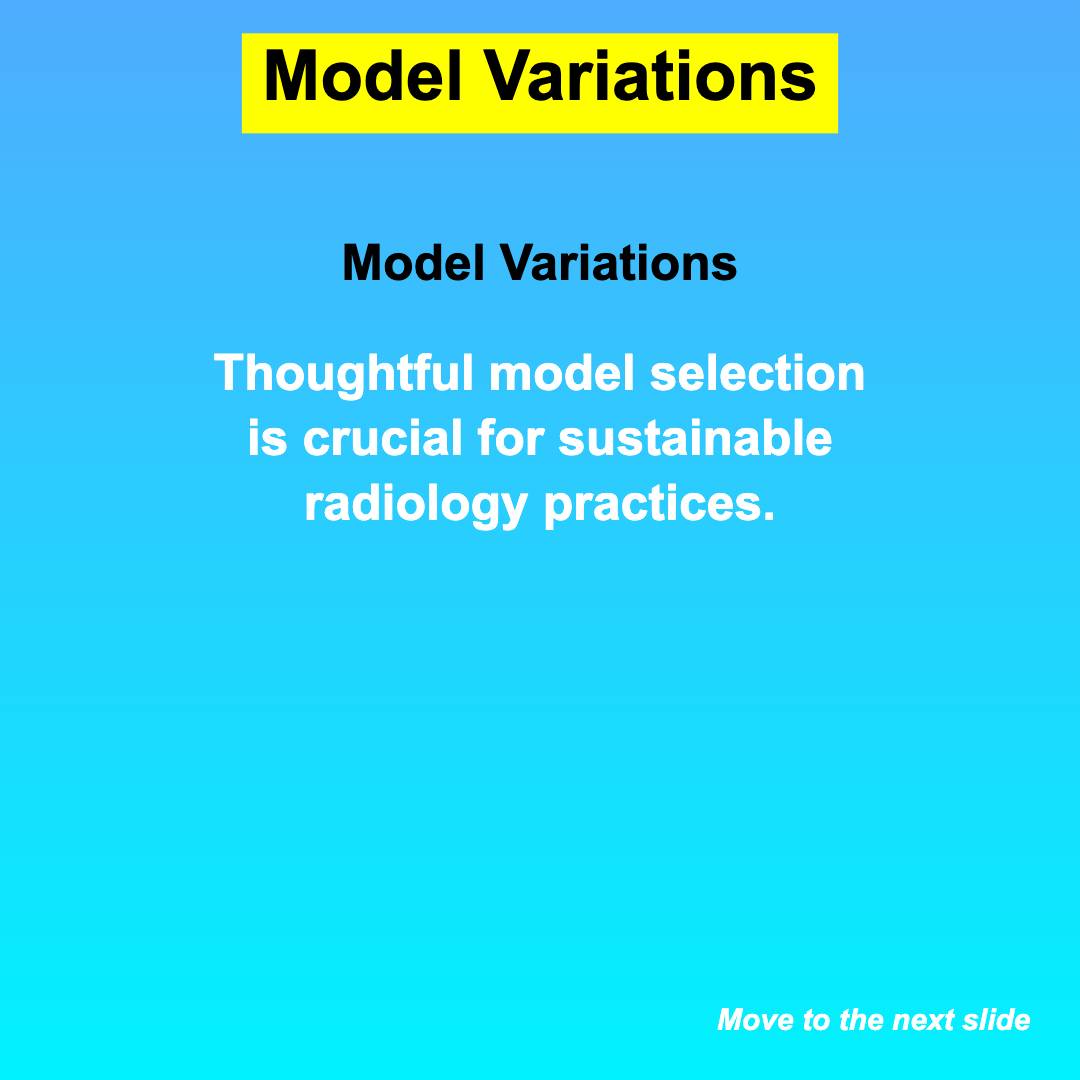 Model Variations
Model Variations
Thoughtful model selection
is crucial for sustainable
radiology practices.
Move to the next slide